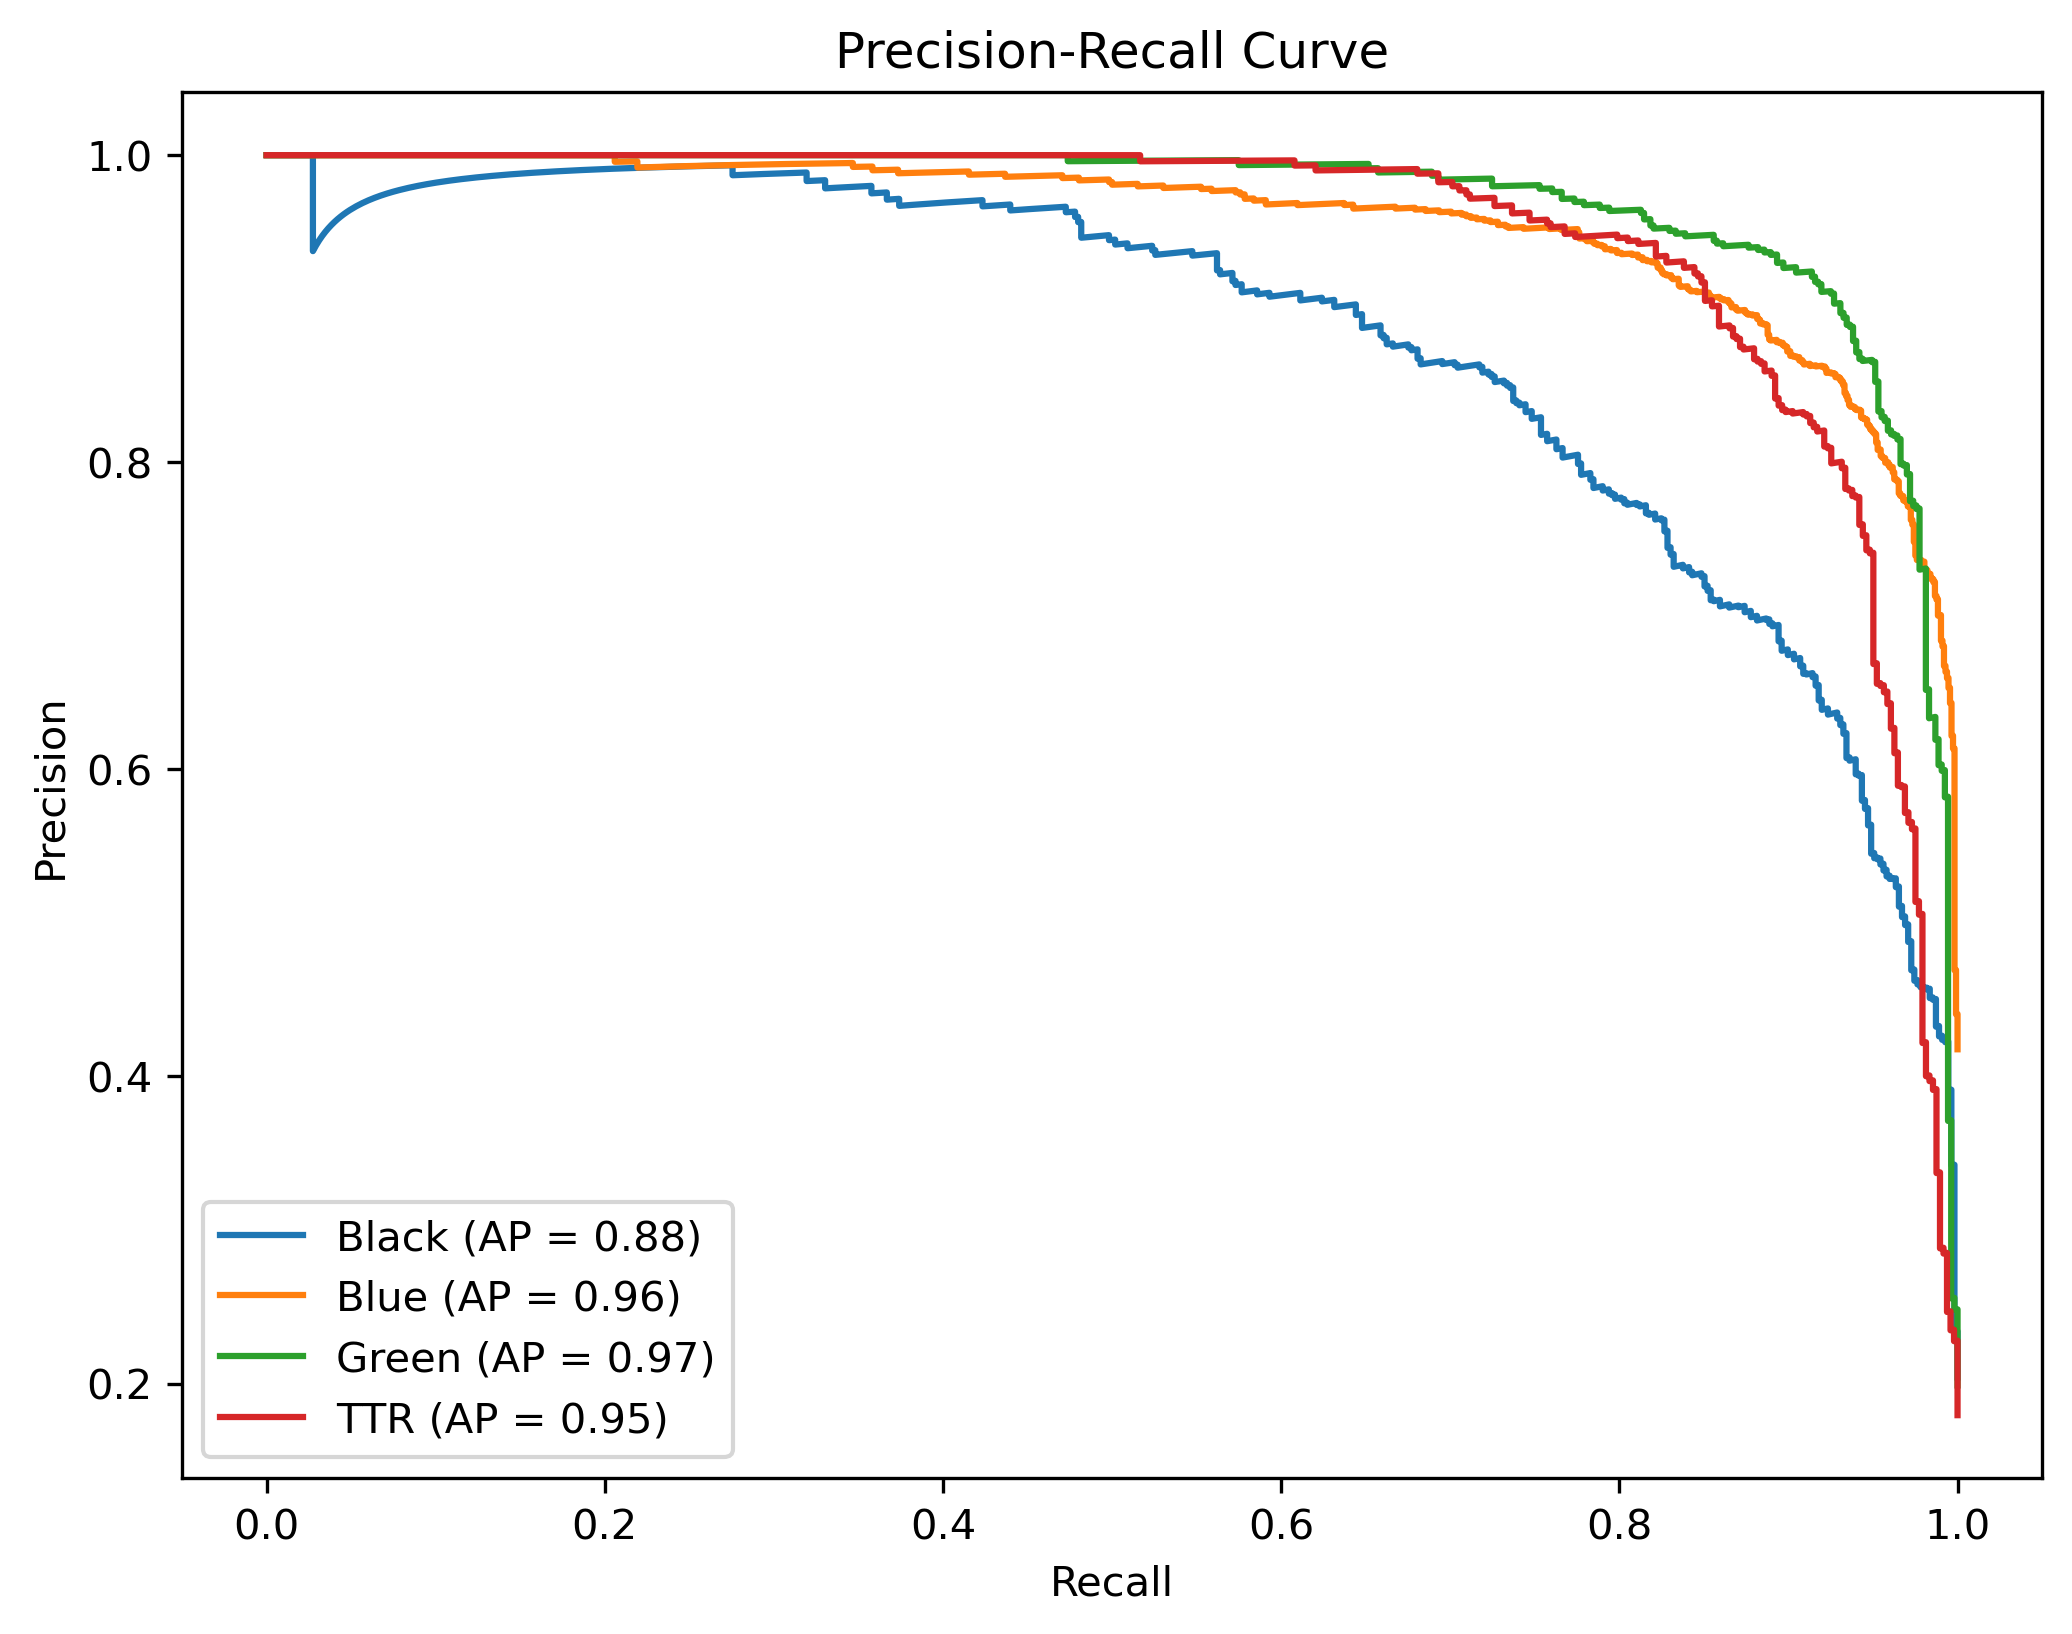 Precision-Recall Curve
1.0
0.8
0.6
0.4
0.2
Precision
Black (AP = 0.88)
Blue (AP = 0.96)
Green (AP = 0.97)
TTR (AP = 0.95)
0.0 0.2 0.4 0.6 0.8 1.0
Recall